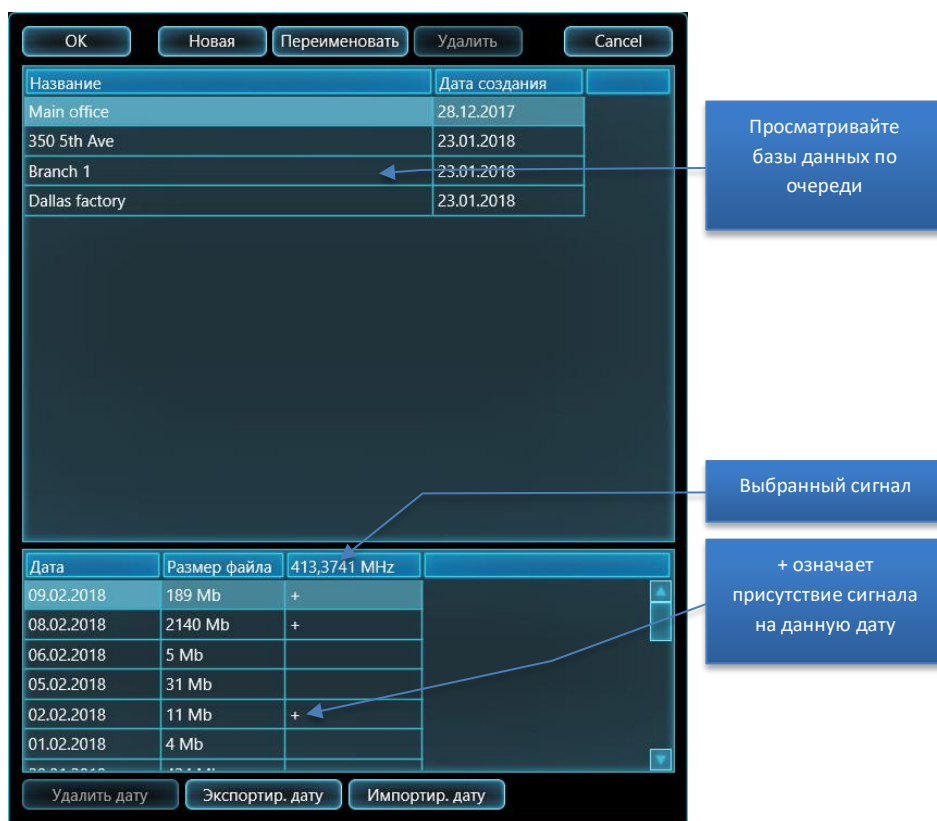 OK Новая Переименовать Удалить Cancel
Название Дата создания
Main office 28.12.2017
350 5th Ave 23.01.2018
Branch 1 23.01.2018
Dallas factory 23.01.2018
Просматривайте
базы данных по
очереди
Выбранный сигнал
Дата Размер файла 413,3741 MHz
09.02.2018 189 Mb +
08.02.2018 2140 Mb +
06.02.2018 5 Mb
05.02.2018 31 Mb
02.02.2018 11 Mb +
01.02.2018 4 Mb
+ означает
присутствие сигнала
на данную дату
Удалить дату Экспортир. дату Импортир. дату